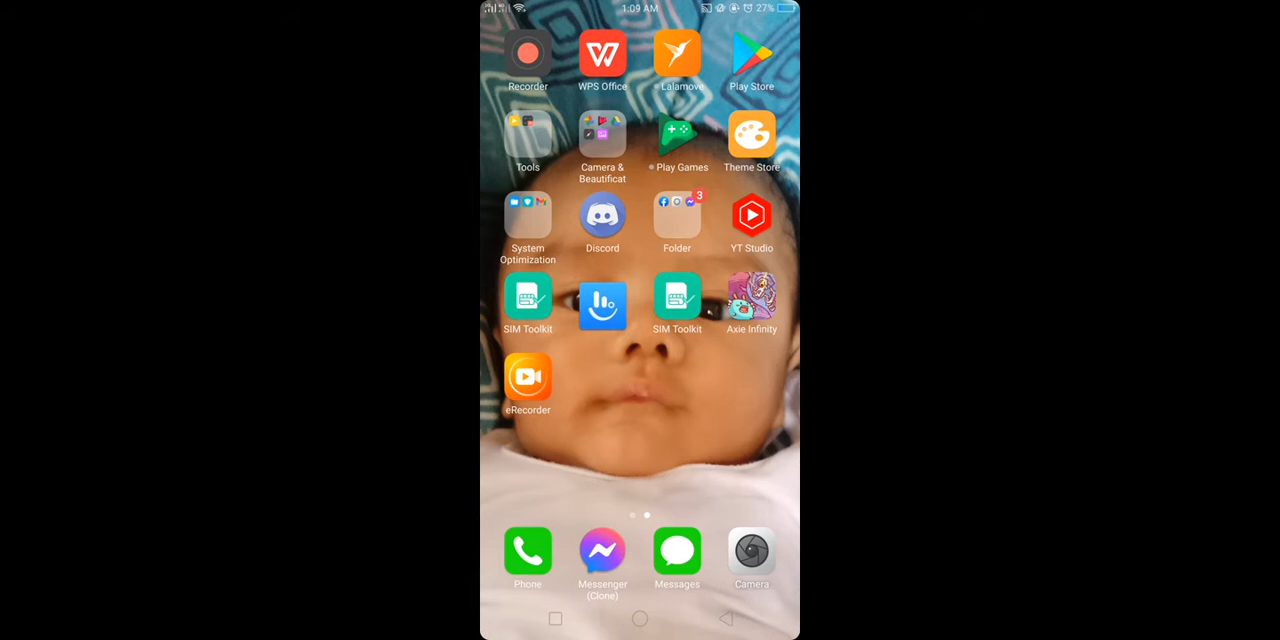 1:09 AM
27%
Recorder
WPS Office
Lalamove
Play Store
Tools
Camera &
Beautificat
Play Games
Theme Store
3
System
Optimization
Discord
Folder
YT Studio
SIM Toolkit
SIM Toolkit
Axie Infinity
eRecorder
Phone
Messenger
(Clone)
Messages
Camera